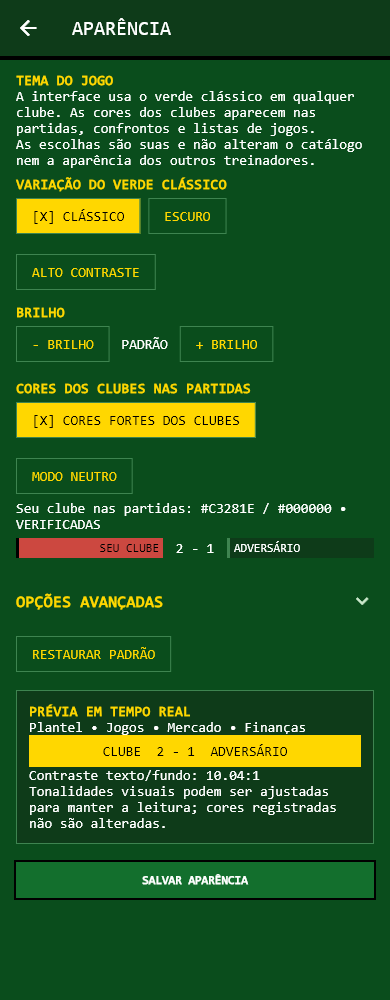 APARÊNCIA
TEMA DO JOGO
A interface usa o verde clássico em qualquer
clube. As cores dos clubes aparecem nas
partidas, confrontos e listas de jogos.
As escolhas são suas e não alteram o catálogo
nem a aparência dos outros treinadores.
VARIAÇÃO DO VERDE CLÁSSICO
[X] CLÁSSICO ESCURO
ALTO CONTRASTE
BRILHO
- BRILHO PADRÃO + BRILHO
CORES DOS CLUBES NAS PARTIDAS
[X] CORES FORTES DOS CLUBES
MODO NEUTRO
Seu clube nas partidas: #C3281E / #000000 •
VERIFICADAS
SEU CLUBE 2 - 1 ADVERSÁRIO
OPÇÕES AVANÇADAS
RESTAURAR PADRÃO
PRÉVIA EM TEMPO REAL
Plantel • Jogos • Mercado • Finanças
CLUBE 2 - 1 ADVERSÁRIO
Contraste texto/fundo: 10.04:1
Tonalidades visuais podem ser ajustadas
para manter a leitura; cores registradas
não são alteradas.
SALVAR APARÊNCIA